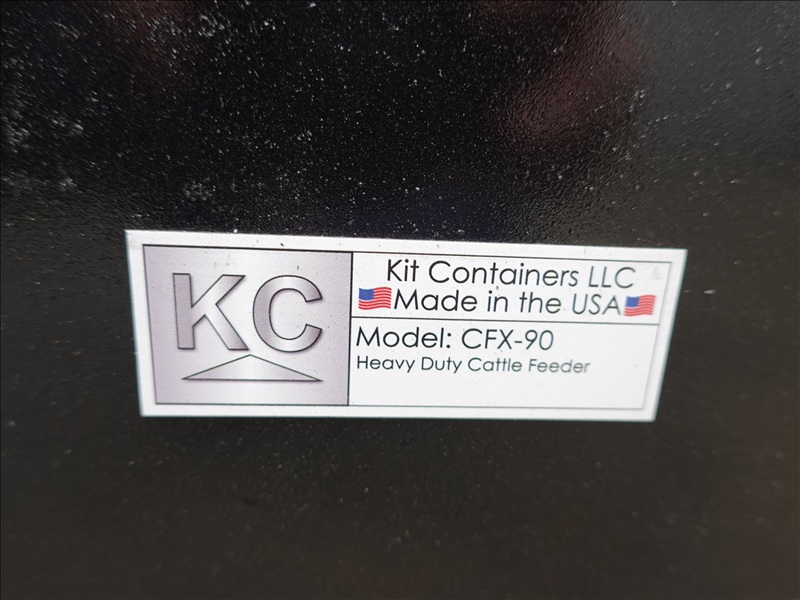 KC
Kit Containers LLC
Made in the USA
Model: CFX-90
Heavy Duty Cattle Feeder